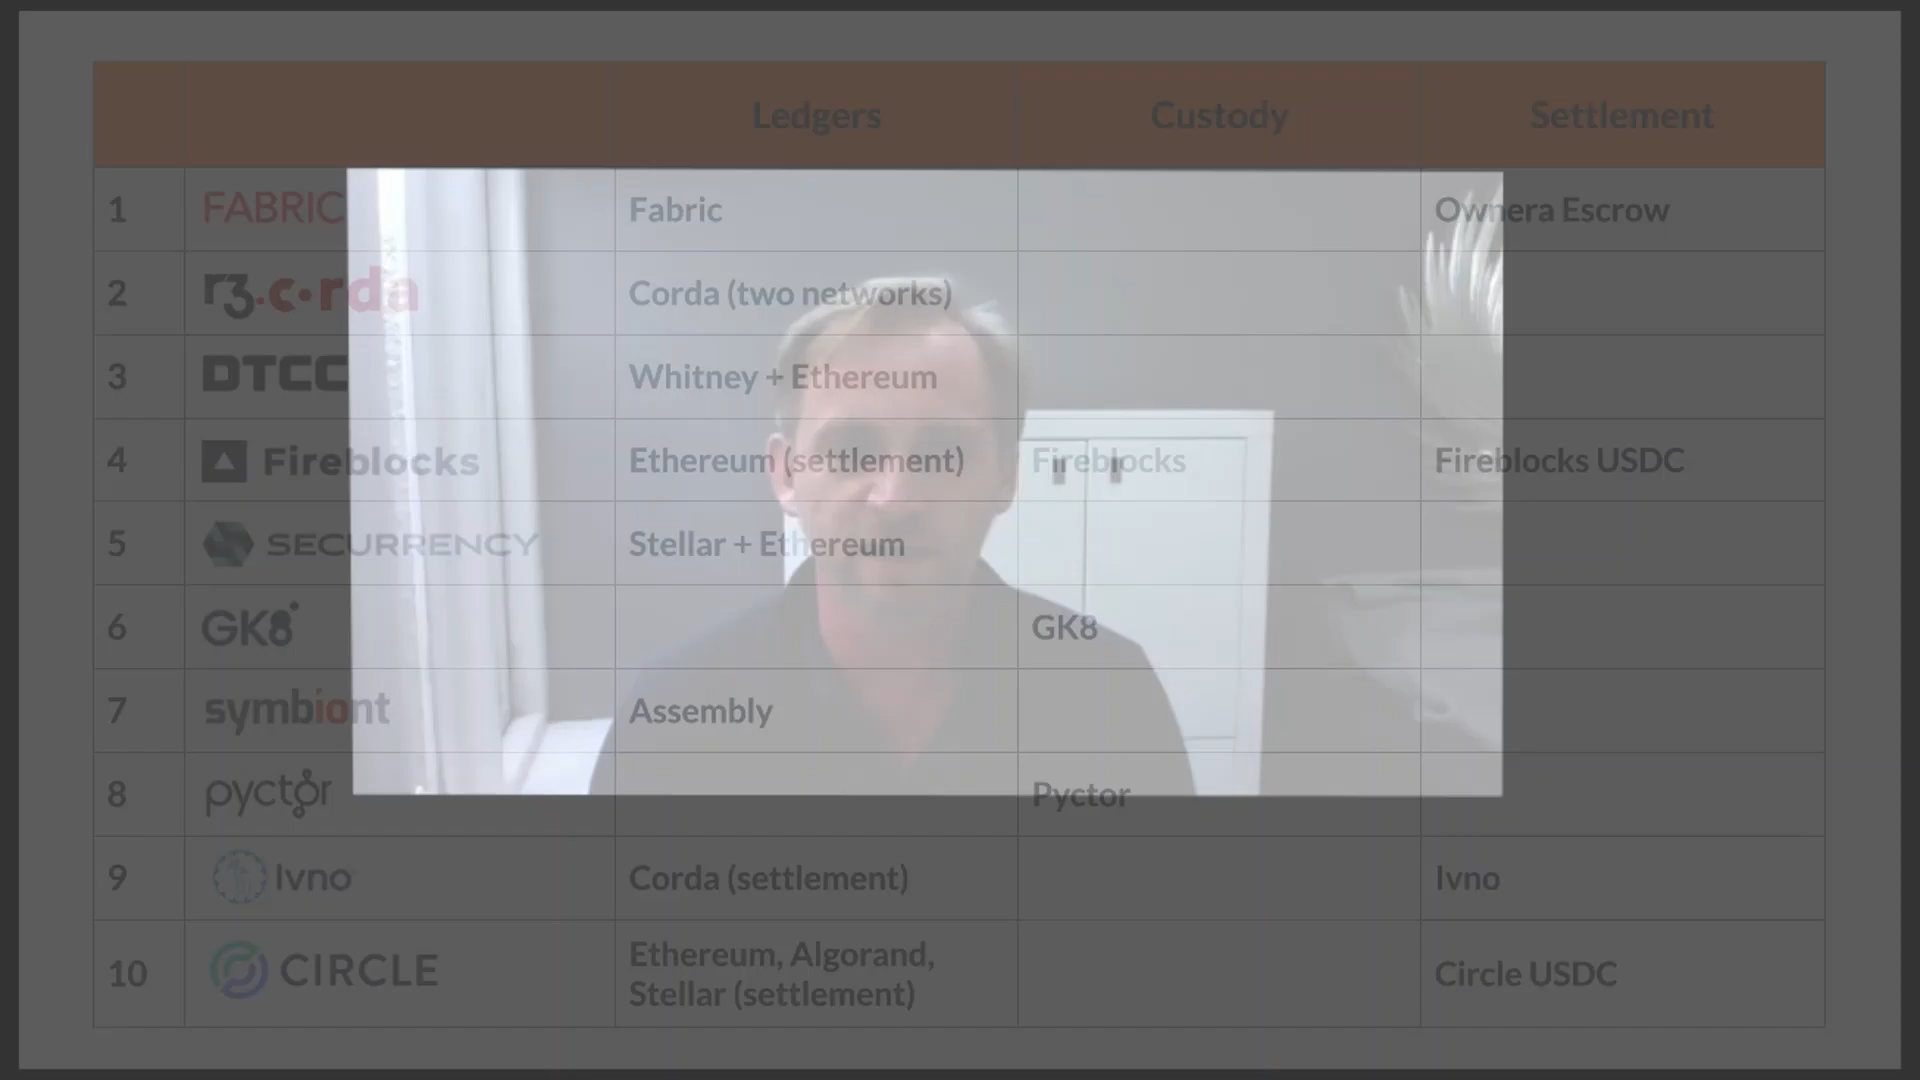 Ledgers Custody Settlement
1 FABRIC Fabric Ownera Escrow
2 r3.c·rda Corda (two networks)
3 DTCC Whitney + Ethereum
4 Fireblocks Ethereum (settlement) Fireblocks Fireblocks USDC
5 SECURRENCY Stellar + Ethereum
6 GK8 GK8
7 symbiont Assembly
8 pyctor Pyctor
9 Ivno Corda (settlement) Ivno
10 CIRCLE Ethereum, Algorand,
Stellar (settlement) Circle USDC